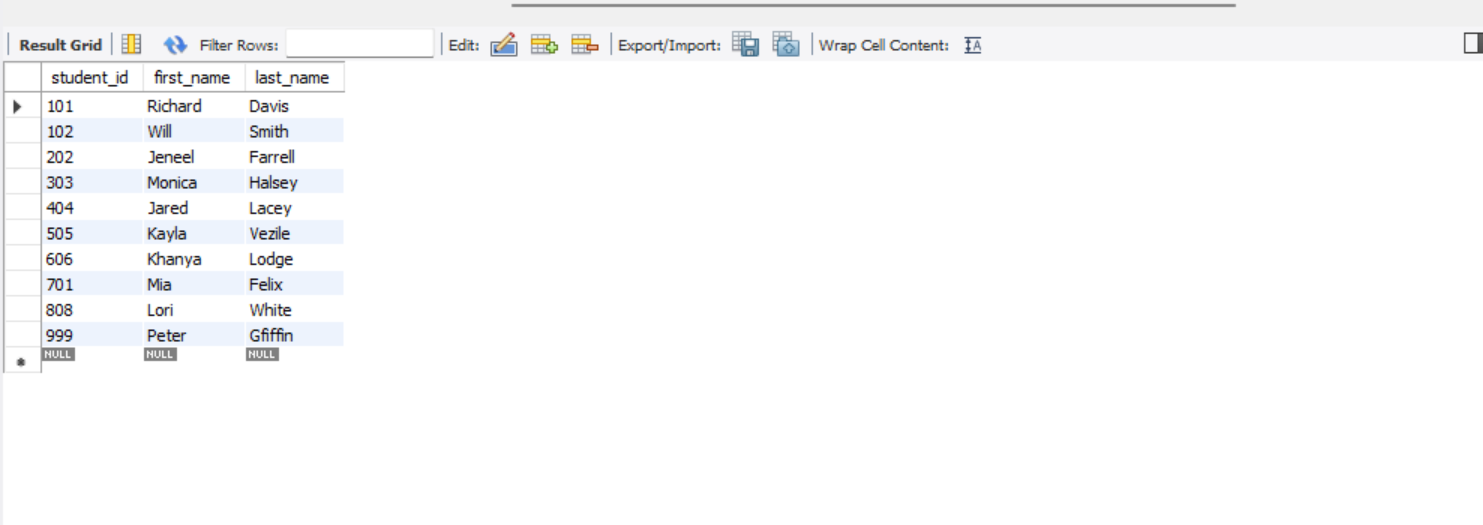 Result Grid Filter Rows: Edit: Export/Import: Wrap Cell Content: IA
student_id first_name last_name
101 Richard Davis
102 Will Smith
202 Jeneel Farrell
303 Monica Halsey
404 Jared Lacey
505 Kayla Vezile
606 Khanya Lodge
701 Mia Felix
808 Lori White
999 Peter Gfiffin
NULL NULL NULL